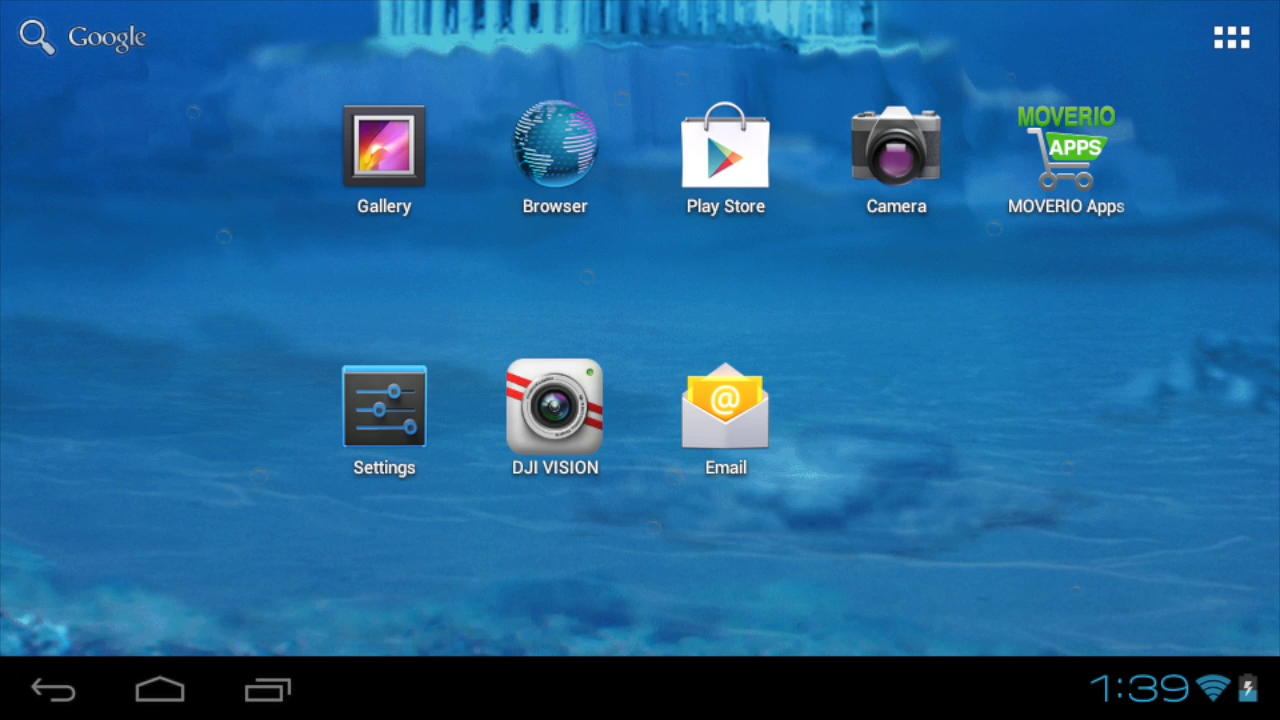 Google
MOVERIO
APPS
Gallery
Browser
Play Store
Camera
MOVERIO Apps
@
Settings
DJI VISION
Email
1:39